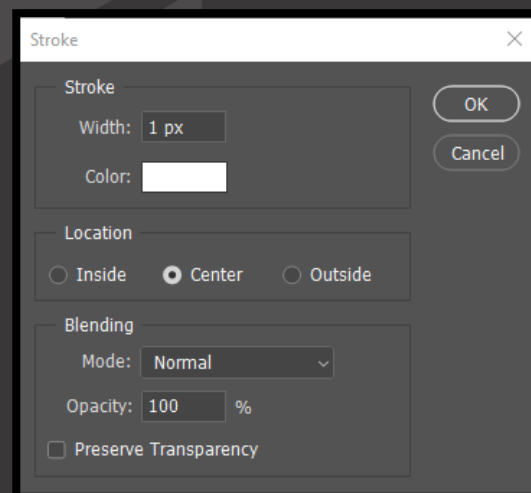 Stroke
Stroke
OK
Width: 1 px
Cancel
Color:
Location
Inside Center Outside
Blending
Mode: Normal
Opacity: 100 %
Preserve Transparency